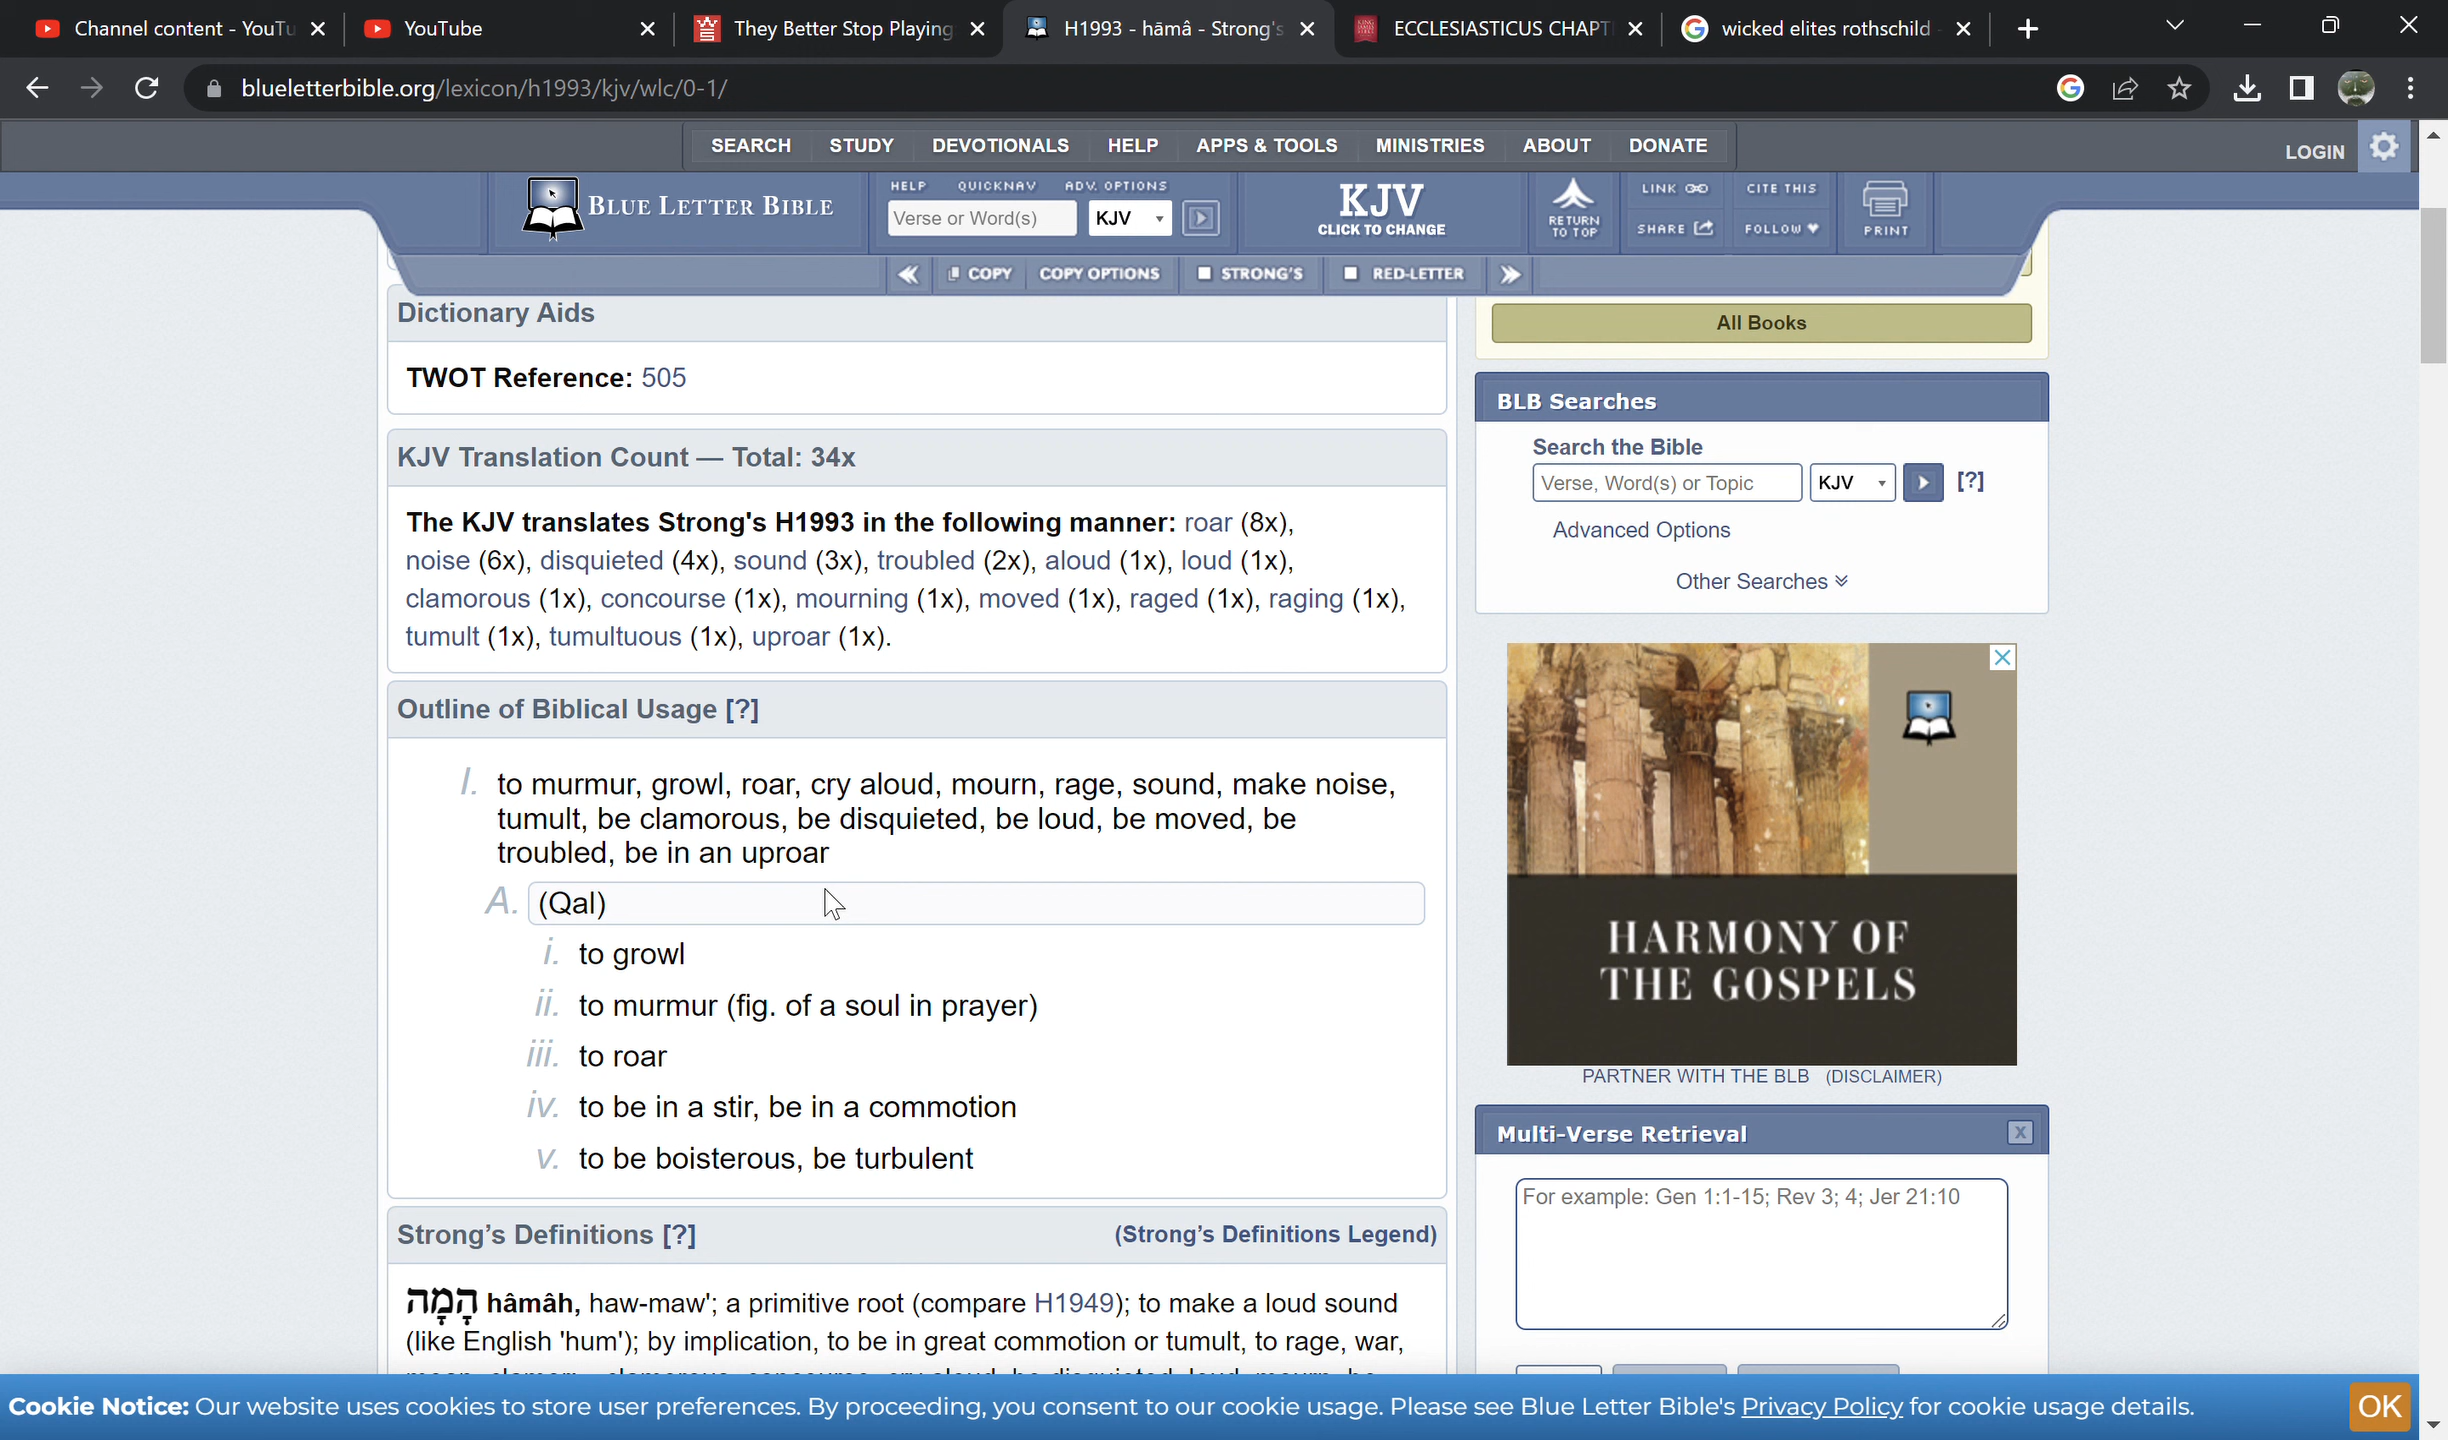 Channel content - YouTu
YouTube
They Better Stop Playing
H1993 - hāmâ - Strong's
ECCLESIASTICUS CHAPT
wicked elites rothschild -
blueletterbible.org/lexicon/h1993/kjv/wlc/0-1/
SEARCH STUDY DEVOTIONALS HELP APPS & TOOLS MINISTRIES ABOUT DONATE
LOGIN
BLUE LETTER BIBLE
HELP QUICKNAV ADV. OPTIONS
Verse or Word(s) KJV
KJV
CLICK TO CHANGE
RETURN
TO TOP
LINK CITE THIS
SHARE FOLLOW
PRINT
COPY COPY OPTIONS STRONG'S RED-LETTER
Dictionary Aids
TWOT Reference: 505
KJV Translation Count — Total: 34x
The KJV translates Strong's H1993 in the following manner: roar (8x),
noise (6x), disquieted (4x), sound (3x), troubled (2x), aloud (1x), loud (1x),
clamorous (1x), concourse (1x), mourning (1x), moved (1x), raged (1x), raging (1x),
tumult (1x), tumultuous (1x), uproar (1x).
Outline of Biblical Usage [?]
I. to murmur, growl, roar, cry aloud, mourn, rage, sound, make noise,
tumult, be clamorous, be disquieted, be loud, be moved, be
troubled, be in an uproar
A. (Qal)
i. to growl
ii. to murmur (fig. of a soul in prayer)
iii. to roar
iv. to be in a stir, be in a commotion
v. to be boisterous, be turbulent
Strong's Definitions [?] (Strong's Definitions Legend)
הָמָה hâmâh, haw-maw'; a primitive root (compare H1949); to make a loud sound
(like English 'hum'); by implication, to be in great commotion or tumult, to rage, war,
All Books
BLB Searches
Search the Bible
Verse, Word(s) or Topic KJV [?]
Advanced Options
Other Searches
HARMONY OF
THE GOSPELS
PARTNER WITH THE BLB (DISCLAIMER)
Multi-Verse Retrieval x
For example: Gen 1:1-15; Rev 3; 4; Jer 21:10
Cookie Notice: Our website uses cookies to store user preferences. By proceeding, you consent to our cookie usage. Please see Blue Letter Bible's Privacy Policy for cookie usage details. OK